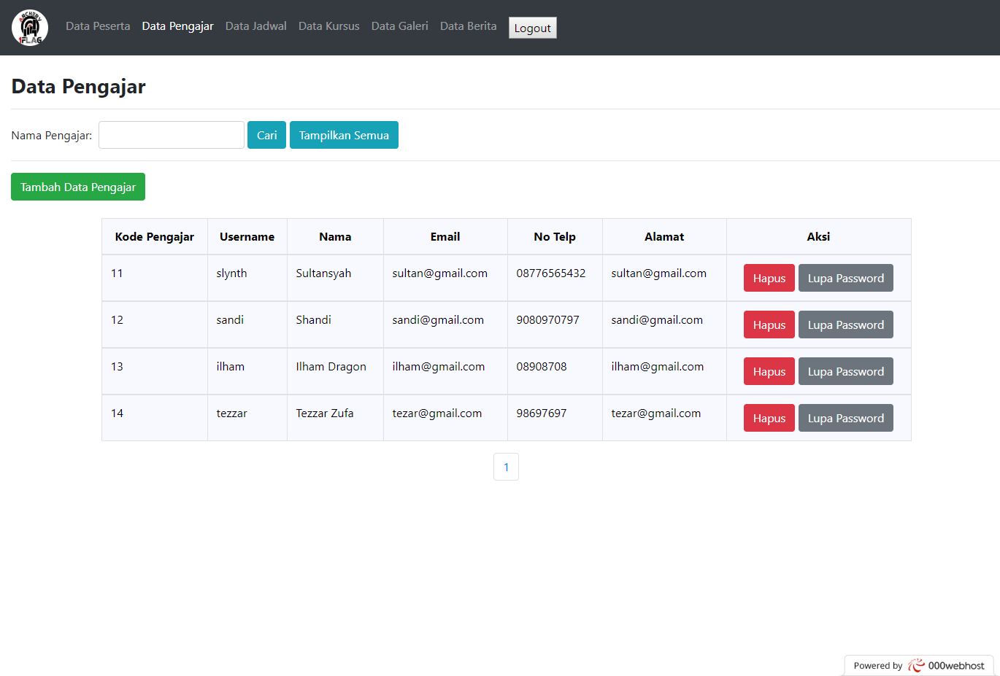 ARCHERY
1FLAG
Data Peserta Data Pengajar Data Jadwal Data Kursus Data Galeri Data Berita Logout
Data Pengajar
Nama Pengajar: Cari Tampilkan Semua
Tambah Data Pengajar
Kode Pengajar Username Nama Email No Telp Alamat Aksi
11 slynth Sultansyah sultan@gmail.com 08776565432 sultan@gmail.com Hapus Lupa Password
12 sandi Shandi sandi@gmail.com 9080970797 sandi@gmail.com Hapus Lupa Password
13 ilham Ilham Dragon ilham@gmail.com 08908708 ilham@gmail.com Hapus Lupa Password
14 tezzar Tezzar Zufa tezar@gmail.com 98697697 tezar@gmail.com Hapus Lupa Password
1
Powered by 000webhost